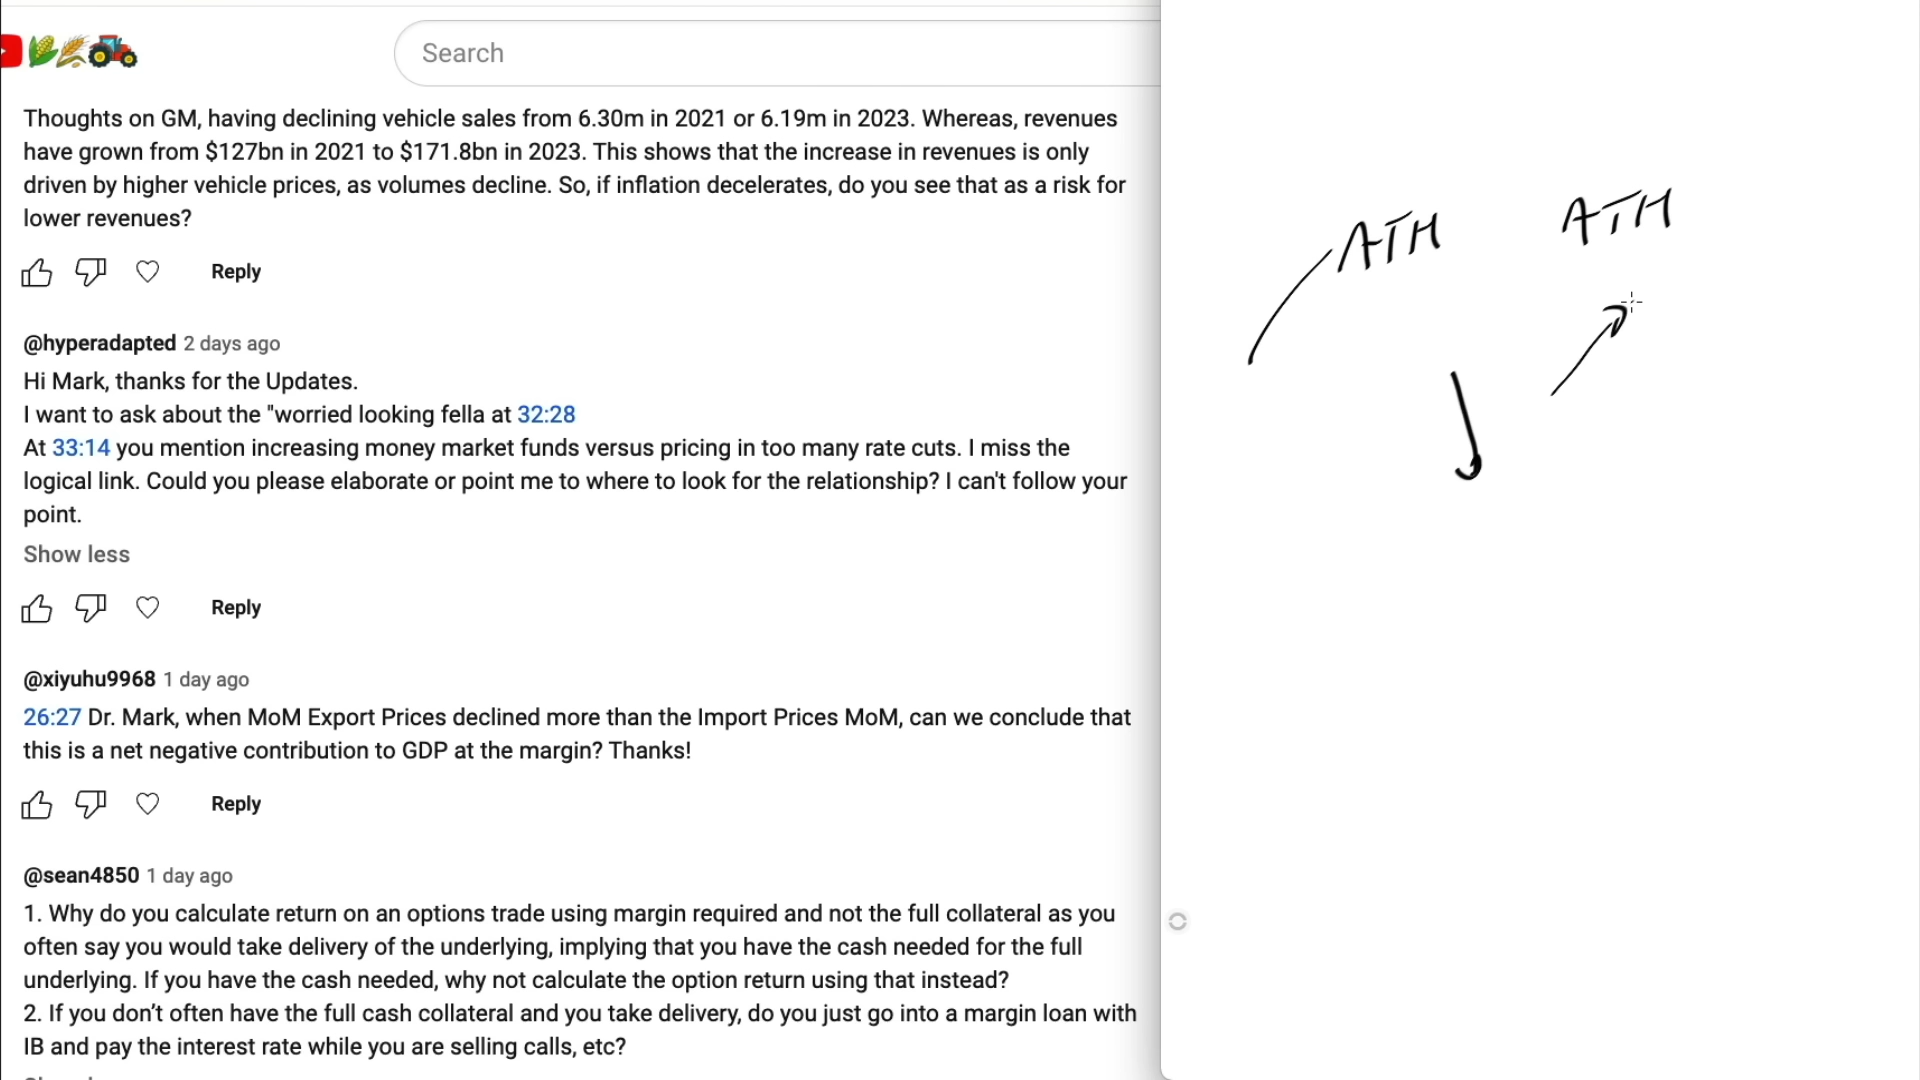 Search
Thoughts on GM, having declining vehicle sales from 6.30m in 2021 or 6.19m in 2023. Whereas, revenues
have grown from $127bn in 2021 to $171.8bn in 2023. This shows that the increase in revenues is only
driven by higher vehicle prices, as volumes decline. So, if inflation decelerates, do you see that as a risk for
lower revenues?
Reply
@hyperadapted 2 days ago
Hi Mark, thanks for the Updates.
I want to ask about the "worried looking fella at 32:28
At 33:14 you mention increasing money market funds versus pricing in too many rate cuts. I miss the
logical link. Could you please elaborate or point me to where to look for the relationship? I can't follow your
point.
Show less
Reply
@xiyuhu9968 1 day ago
26:27 Dr. Mark, when MoM Export Prices declined more than the Import Prices MoM, can we conclude that
this is a net negative contribution to GDP at the margin? Thanks!
Reply
@sean4850 1 day ago
1. Why do you calculate return on an options trade using margin required and not the full collateral as you
often say you would take delivery of the underlying, implying that you have the cash needed for the full
underlying. If you have the cash needed, why not calculate the option return using that instead?
2. If you don’t often have the full cash collateral and you take delivery, do you just go into a margin loan with
IB and pay the interest rate while you are selling calls, etc?
ATH
ATH